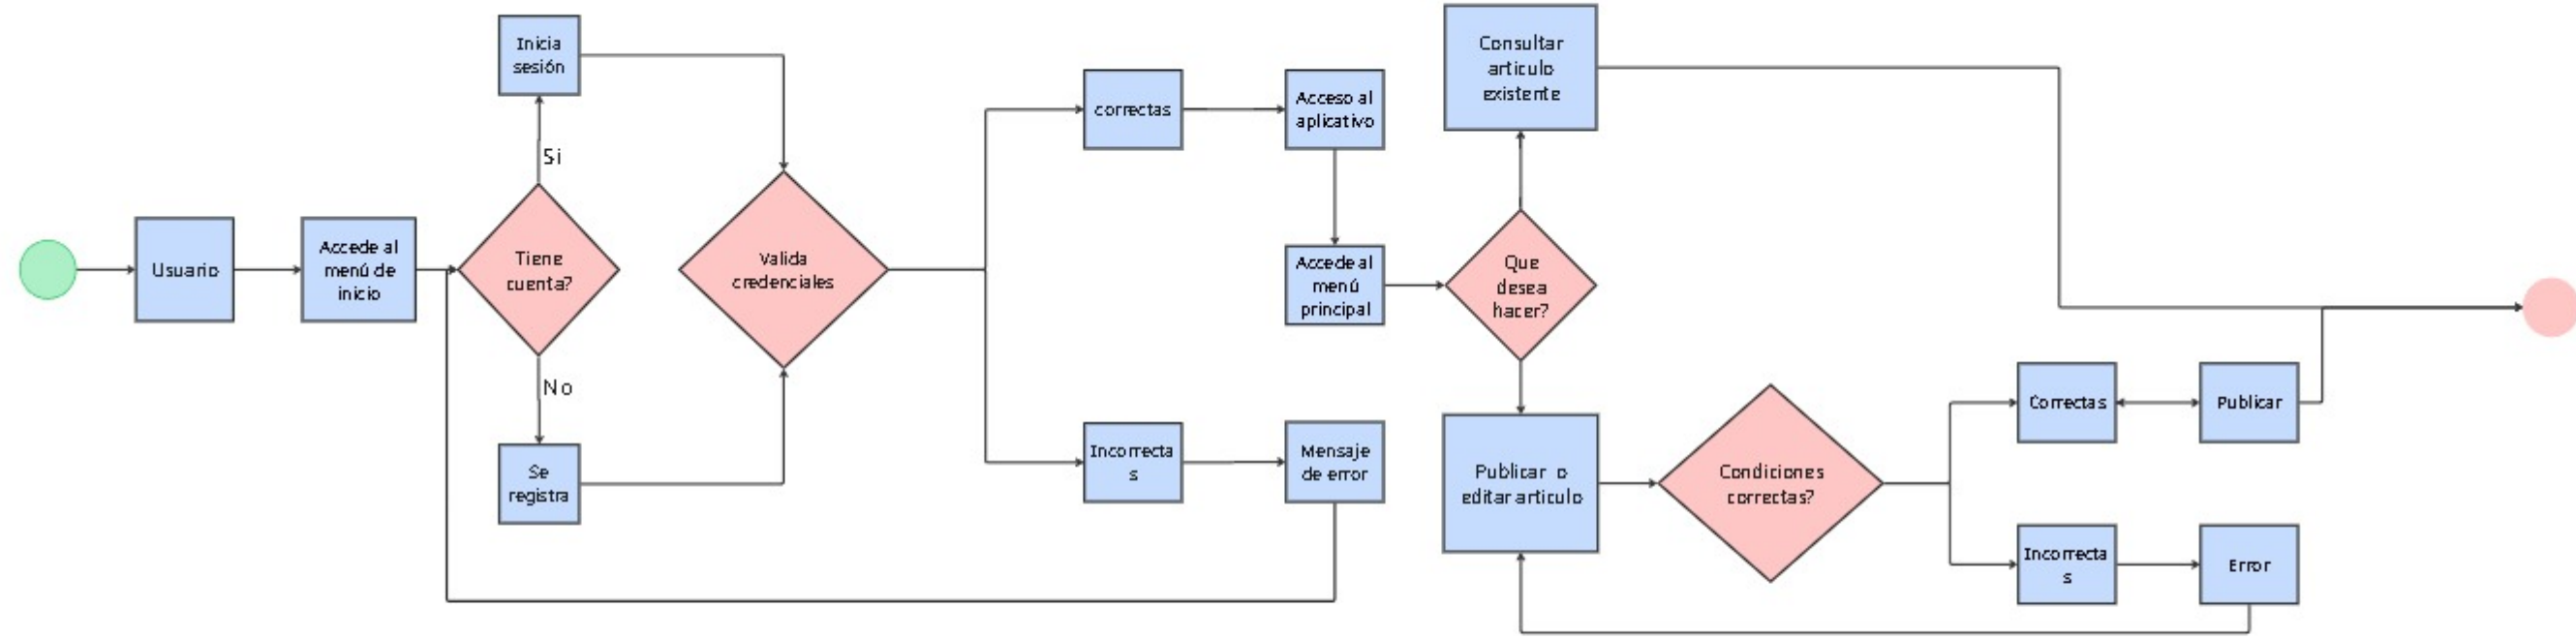 Usuario
Accede al
menú de
inicio
Tiene
cuenta?
Si
Inicia
sesión
No
Se
registra
Valida
credenciales
correctas
Acceso al
aplicativo
Accede al
menú
principal
Incorrecta
s
Mensaje
de error
Que
desea
hacer?
Consultar
articulo
existente
Publicar o
editar articulo
Condiciones
correctas?
Correctas
Publicar
Incorrecta
s
Error